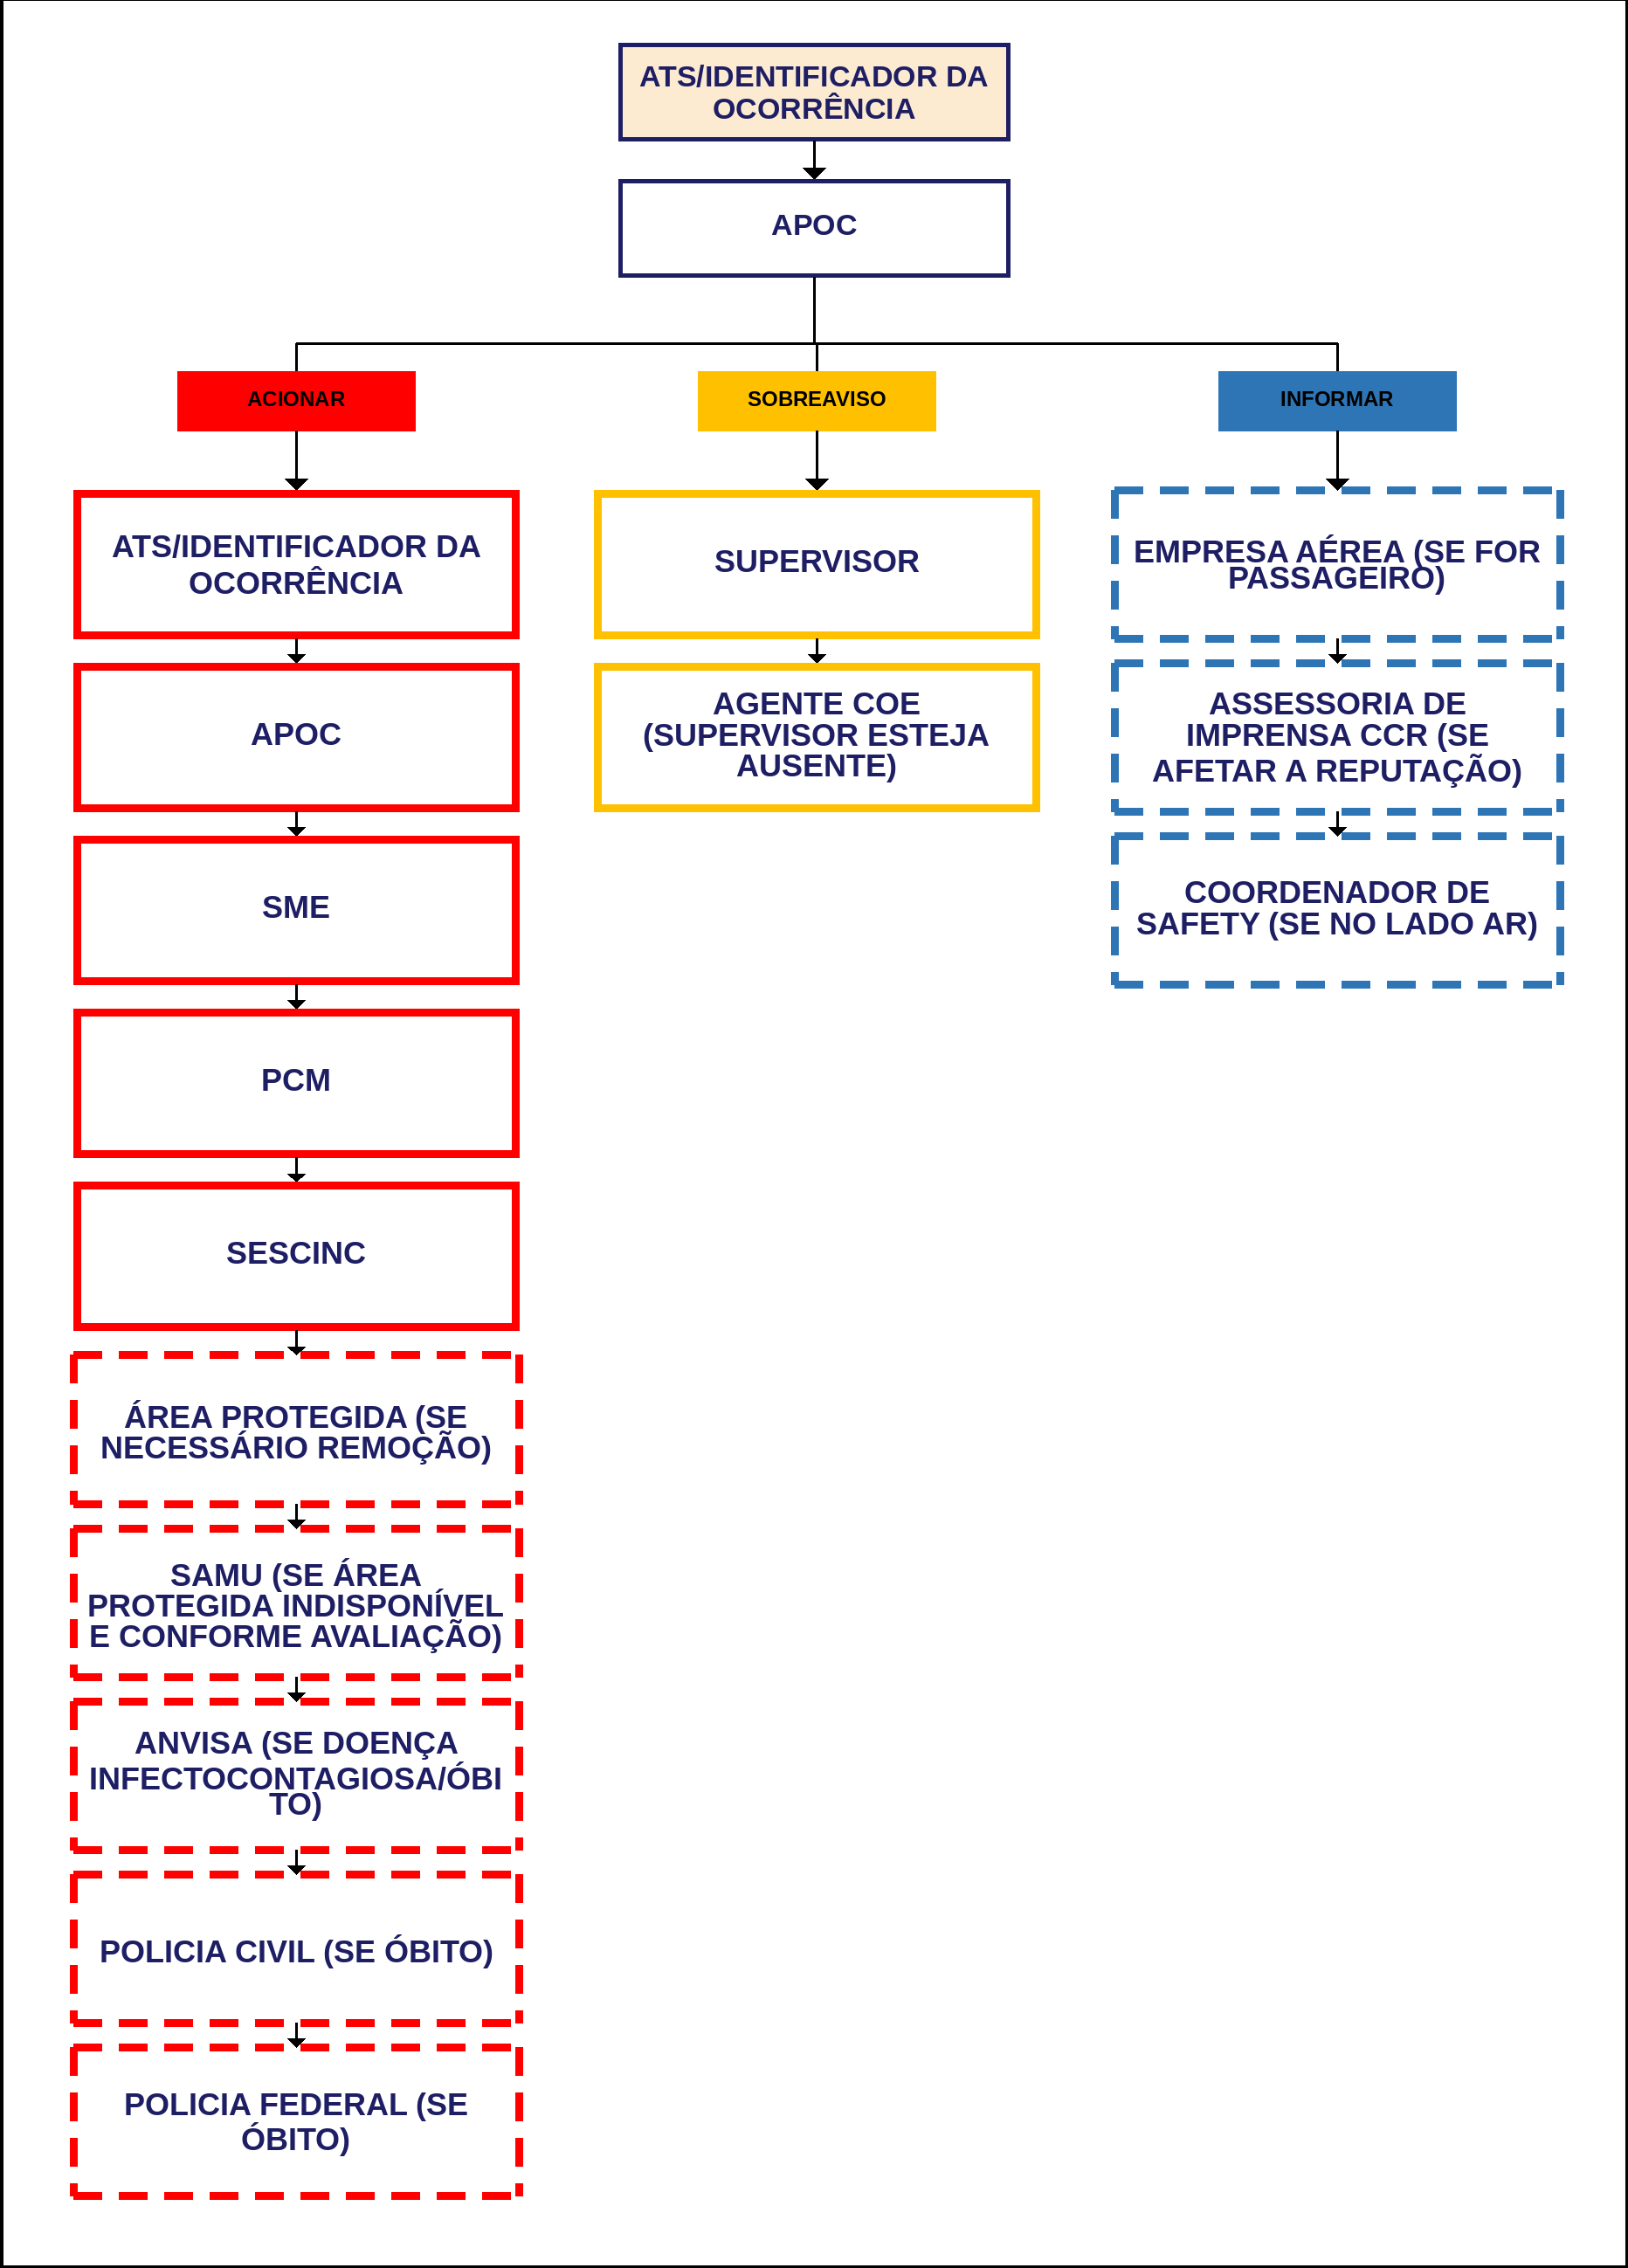 ATS/IDENTIFICADOR DA
OCORRÊNCIA
APOC
ACIONAR
SOBREAVISO
INFORMAR
ATS/IDENTIFICADOR DA
OCORRÊNCIA
APOC
SME
PCM
SESCINC
ÁREA PROTEGIDA (SE
NECESSÁRIO REMOÇÃO)
SAMU (SE ÁREA
PROTEGIDA INDISPONÍVEL
E CONFORME AVALIAÇÃO)
ANVISA (SE DOENÇA
INFECTOCONTAGIOSA/ÓBI
TO)
POLICIA CIVIL (SE ÓBITO)
POLICIA FEDERAL (SE
ÓBITO)
SUPERVISOR
AGENTE COE
(SUPERVISOR ESTEJA
AUSENTE)
EMPRESA AÉREA (SE FOR
PASSAGEIRO)
ASSESSORIA DE
IMPRENSA CCR (SE
AFETAR A REPUTAÇÃO)
COORDENADOR DE
SAFETY (SE NO LADO AR)